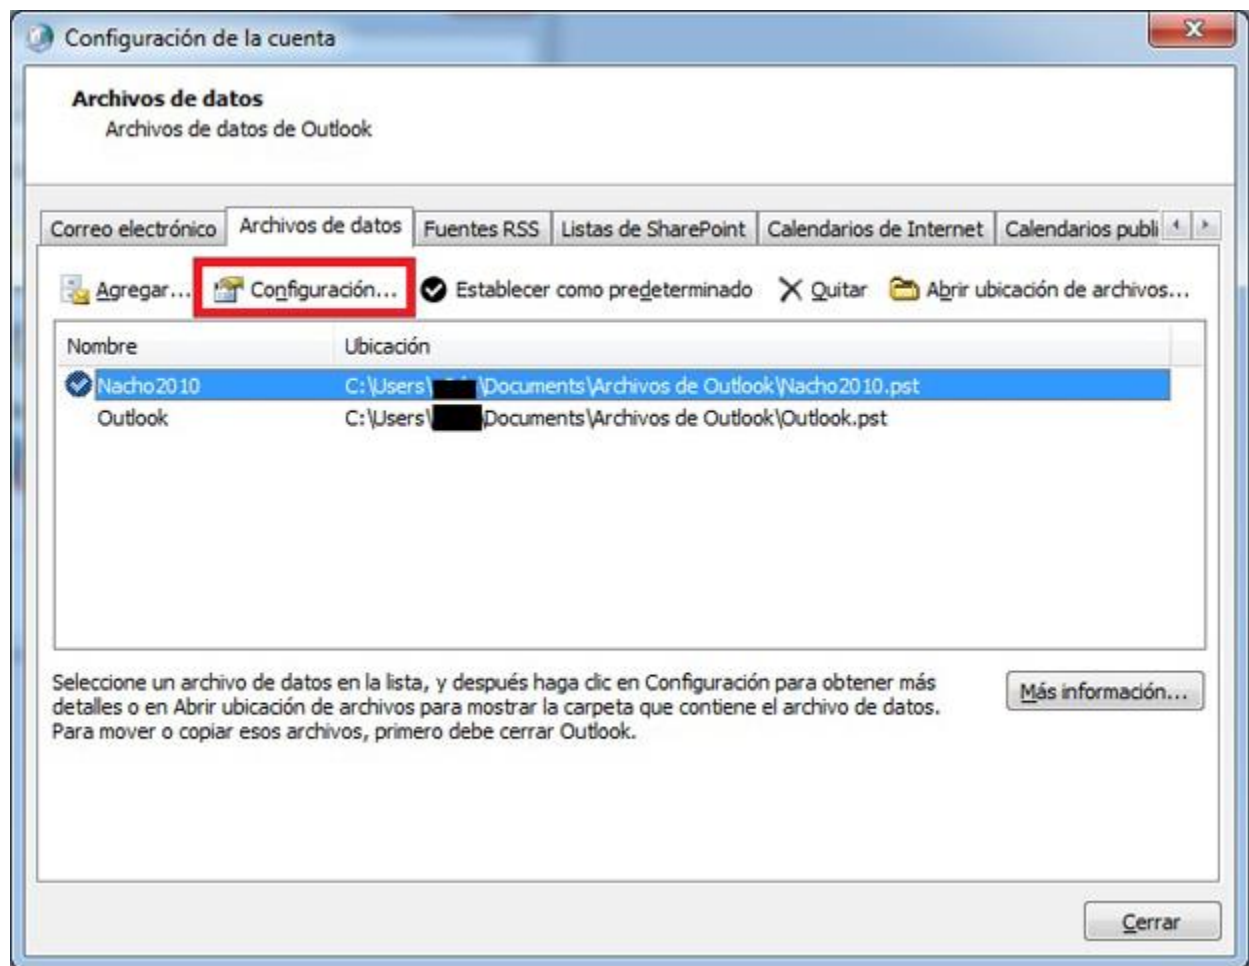 Configuración de la cuenta
Archivos de datos
Archivos de datos de Outlook
Correo electrónico Archivos de datos Fuentes RSS Listas de SharePoint Calendarios de Internet Calendarios publi
Agregar... Configuración... Establecer como predeterminado Quitar Abrir ubicación de archivos...
Nombre Ubicación
Nacho2010 C:\Users\ \Documents\Archivos de Outlook\Nacho2010.pst
Outlook C:\Users\ \Documents\Archivos de Outlook\Outlook.pst
Seleccione un archivo de datos en la lista, y después haga clic en Configuración para obtener más
detalles o en Abrir ubicación de archivos para mostrar la carpeta que contiene el archivo de datos.
Para mover o copiar esos archivos, primero debe cerrar Outlook.
Más información...
Cerrar